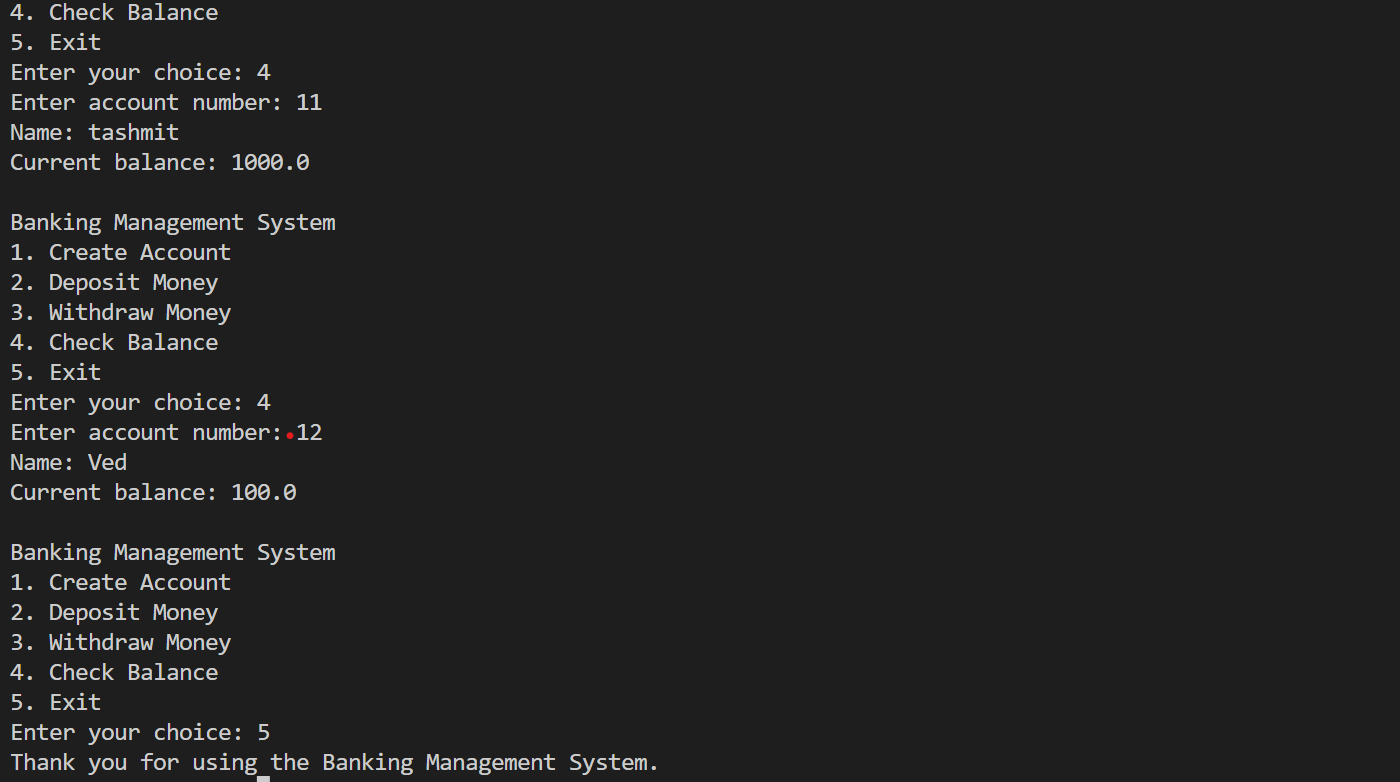 4. Check Balance
5. Exit
Enter your choice: 4
Enter account number: 11
Name: tashmit
Current balance: 1000.0
Banking Management System
1. Create Account
2. Deposit Money
3. Withdraw Money
4. Check Balance
5. Exit
Enter your choice: 4
Enter account number: 12
Name: Ved
Current balance: 100.0
Banking Management System
1. Create Account
2. Deposit Money
3. Withdraw Money
4. Check Balance
5. Exit
Enter your choice: 5
Thank you for using the Banking Management System.